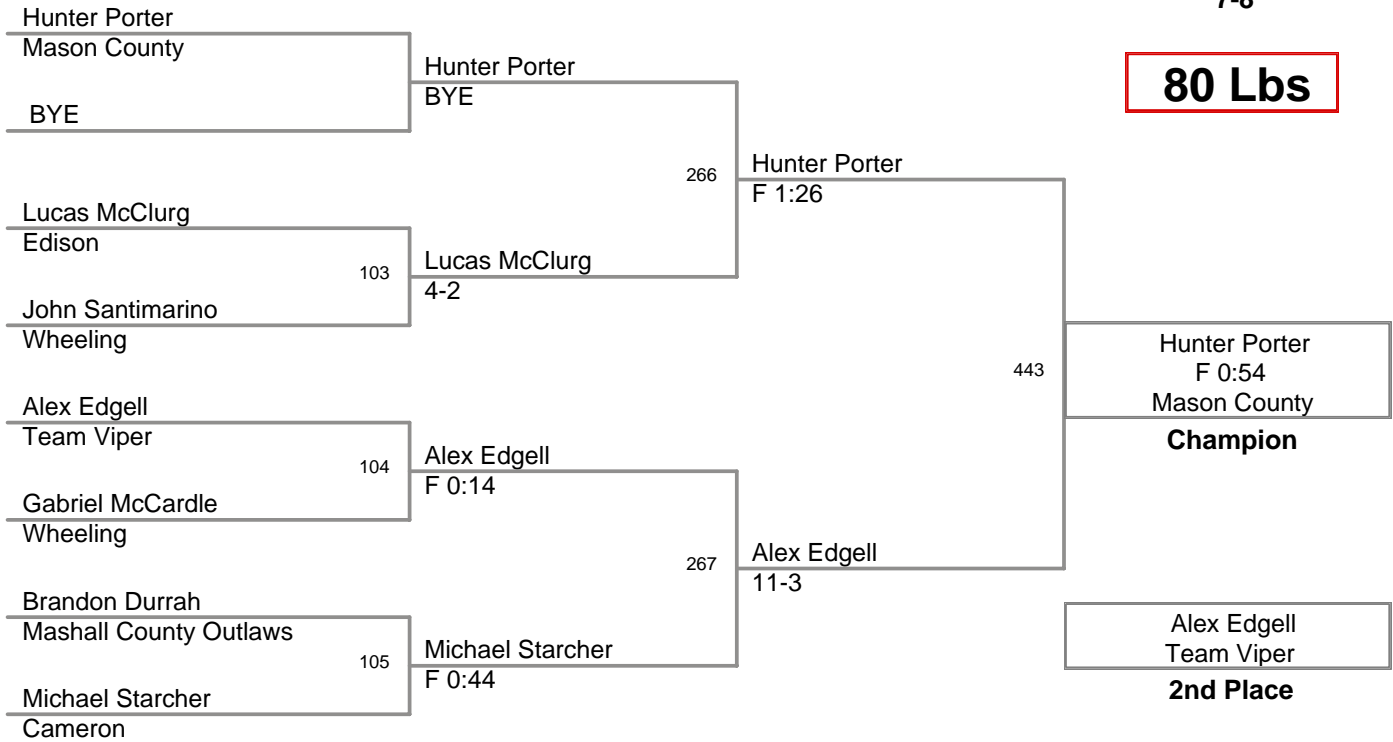 7-8
80 Lbs
Hunter Porter
Mason County
BYE
Lucas McClurg
Edison
John Santimarino
Wheeling
Alex Edgell
Team Viper
Gabriel McCardle
Wheeling
Brandon Durrah
Mashall County Outlaws
Michael Starcher
Cameron
Hunter Porter
BYE
103
Lucas McClurg
4-2
104
Alex Edgell
F 0:14
105
Michael Starcher
F 0:44
266
Hunter Porter
F 1:26
267
Alex Edgell
11-3
443
Hunter Porter
F 0:54
Mason County
Champion
Alex Edgell
Team Viper
2nd Place